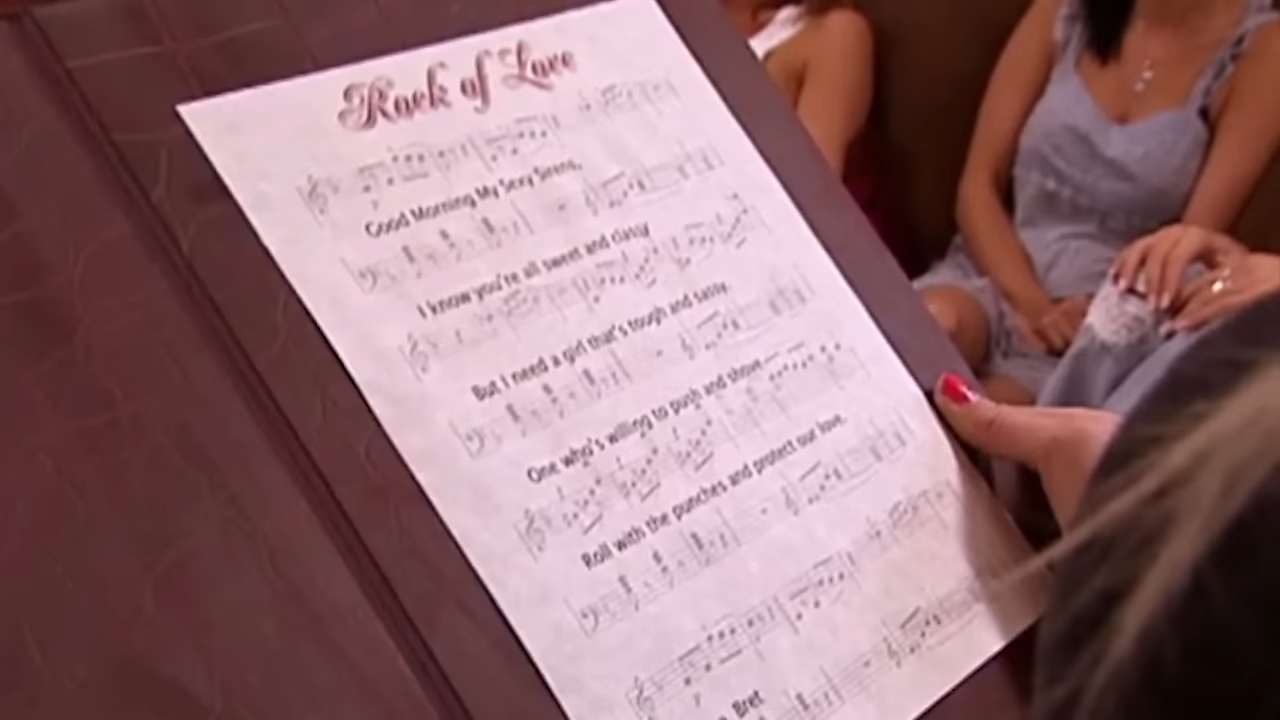 Rock of Love
Good Morning My Sexy Sirens,
I know you're all sweet and classy
But I need a girl that's tough and sassy.
One who's willing to push and shove
Roll with the punches and protect our love.
Bret